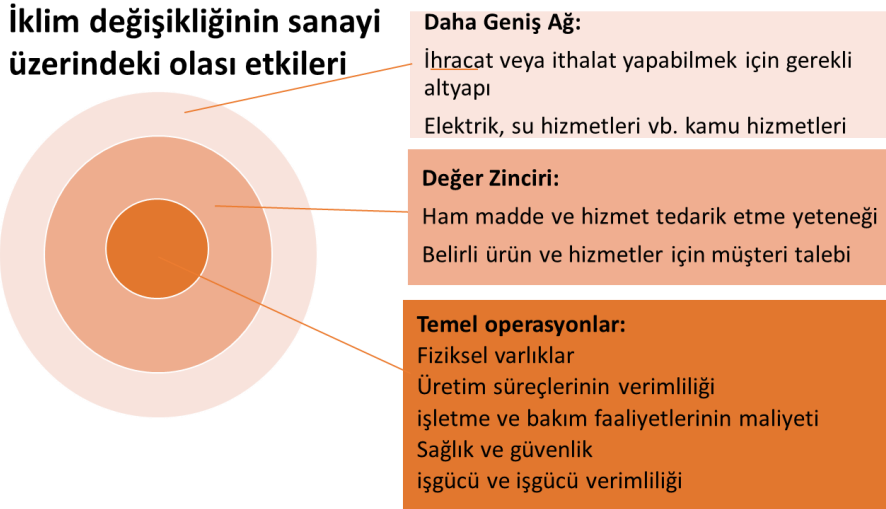 İklim değişikliğinin sanayi
üzerindeki olası etkileri
Daha Geniş Ağ:
İhracat veya ithalat yapabilmek için gerekli
altyapı
Elektrik, su hizmetleri vb. kamu hizmetleri
Değer Zinciri:
Ham madde ve hizmet tedarik etme yeteneği
Belirli ürün ve hizmetler için müşteri talebi
Temel operasyonlar:
Fiziksel varlıklar
Üretim süreçlerinin verimliliği
işletme ve bakım faaliyetlerinin maliyeti
Sağlık ve güvenlik
işgücü ve işgücü verimliliği